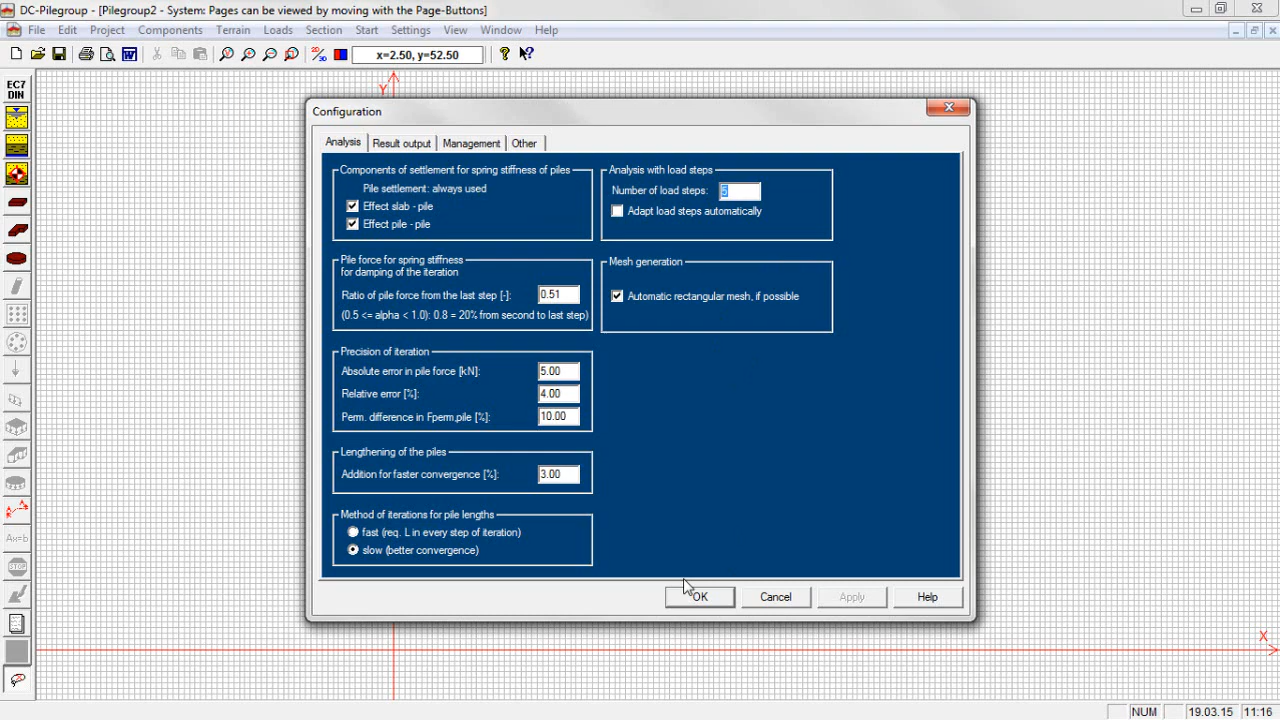 DC-Pilegroup - [Pilegroup2 - System: Pages can be viewed by moving with the Page-Buttons]
File Edit Project Components Terrain Loads Section Start Settings View Window Help
x=2.50, y=52.50
EC7
DIN
Y
Configuration
Analysis Result output Management Other
Components of settlement for spring stiffness of piles
Pile settlement: always used
Effect slab - pile
Effect pile - pile
Pile force for spring stiffness
for damping of the iteration
Ratio of pile force from the last step [-]: 0.51
(0.5 <= alpha < 1.0): 0.8 = 20% from second to last step)
Precision of iteration
Absolute error in pile force [kN]: 5.00
Relative error [%]: 4.00
Perm. difference in Fperm,pile [%]: 10.00
Lengthening of the piles
Addition for faster convergence [%]: 3.00
Method of iterations for pile lengths
fast (req. L in every step of iteration)
slow (better convergence)
Analysis with load steps
Number of load steps: 5
Adapt load steps automatically
Mesh generation
Automatic rectangular mesh, if possible
OK Cancel Apply Help
Ax=b
STOP
X
NUM 19.03.15 11:16